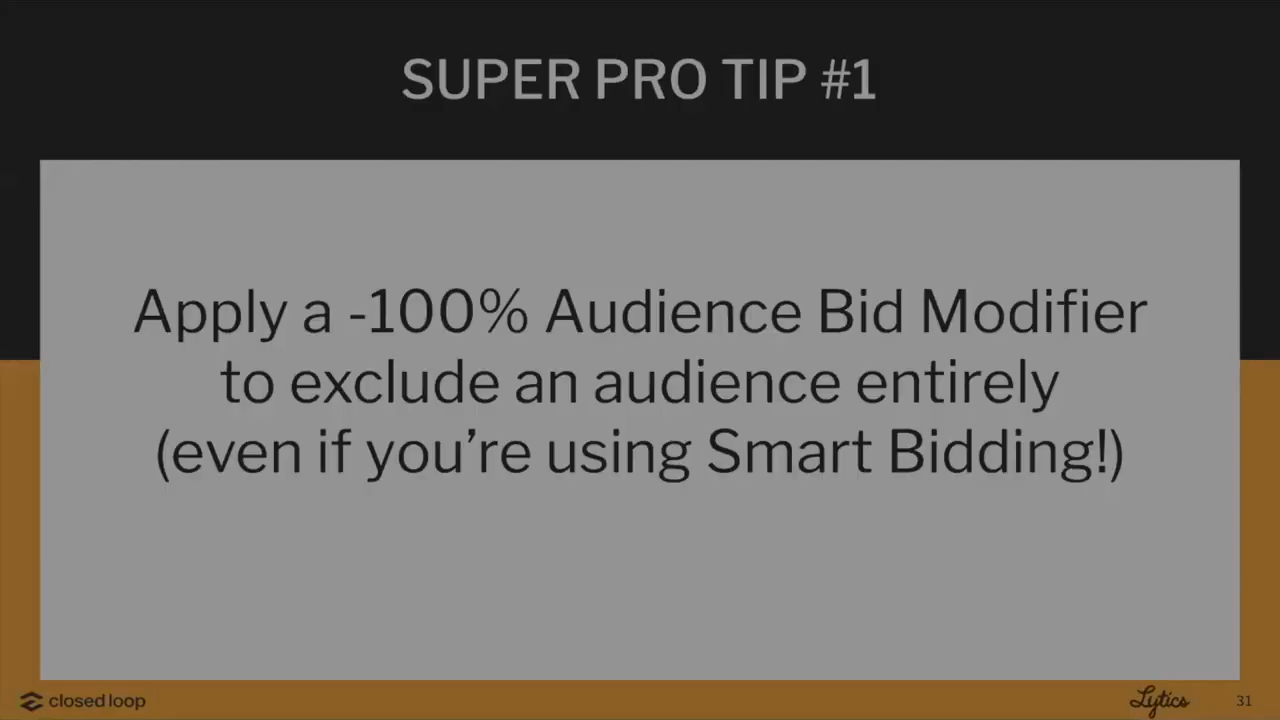 SUPER PRO TIP #1
Apply a -100% Audience Bid Modifier
to exclude an audience entirely
(even if you’re using Smart Bidding!)
closed loop
Lytics
31